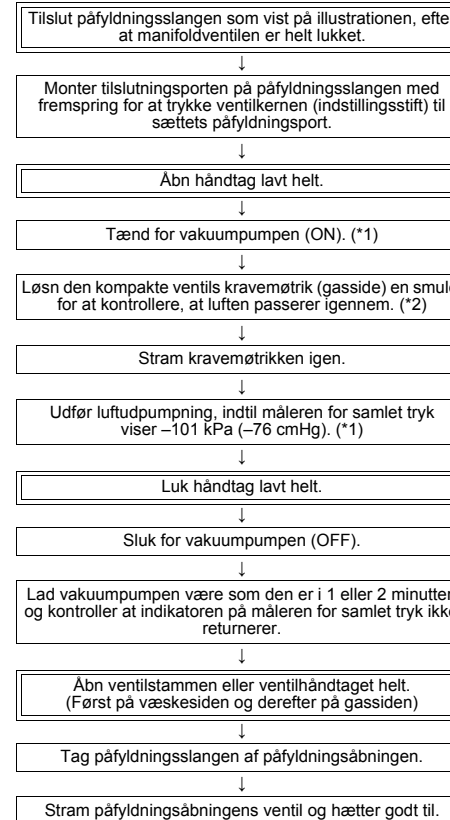 Tilslut påfyldningsslangen som vist på illustrationen, efte
at manifoldventilen er helt lukket.
↓
Monter tilslutningsporten på påfyldningsslangen med
fremspring for at trykke ventilkernen (indstillingsstift) til
sættets påfyldningsport.
↓
Åbn håndtag lavt helt.
↓
Tænd for vakuumpumpen (ON). (*1)
↓
Løsn den kompakte ventils kravemøtrik (gasside) en smule
for at kontrollere, at luften passerer igennem. (*2)
↓
Stram kravemøtrikken igen.
↓
Udfør luftudpumpning, indtil måleren for samlet tryk
viser –101 kPa (–76 cmHg). (*1)
↓
Luk håndtag lavt helt.
↓
Sluk for vakuumpumpen (OFF).
↓
Lad vakuumpumpen være som den er i 1 eller 2 minutter
og kontroller at indikatoren på måleren for samlet tryk ikke
returnerer.
↓
Åbn ventilstammen eller ventilhåndtaget helt.
(Først på væskesiden og derefter på gassiden)
↓
Tag påfyldningsslangen af påfyldningsåbningen.
↓
Stram påfyldningsåbningens ventil og hætter godt til.